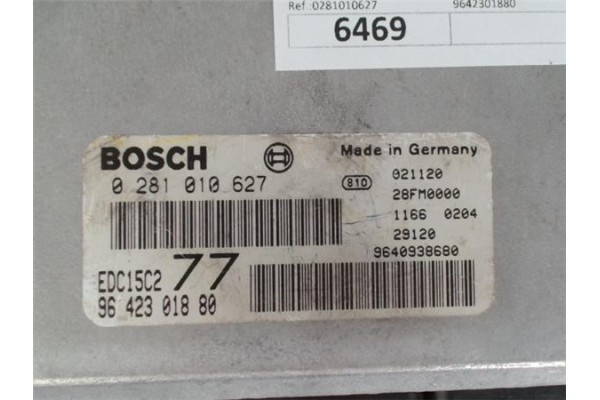 Ref :0281010627 9642301880
6469
BOSCH Made in Germany
0 281 010 627 810 021120
28FM0000
1166 0204
29120
9640938680
EDC15C2 77
96 423 018 80